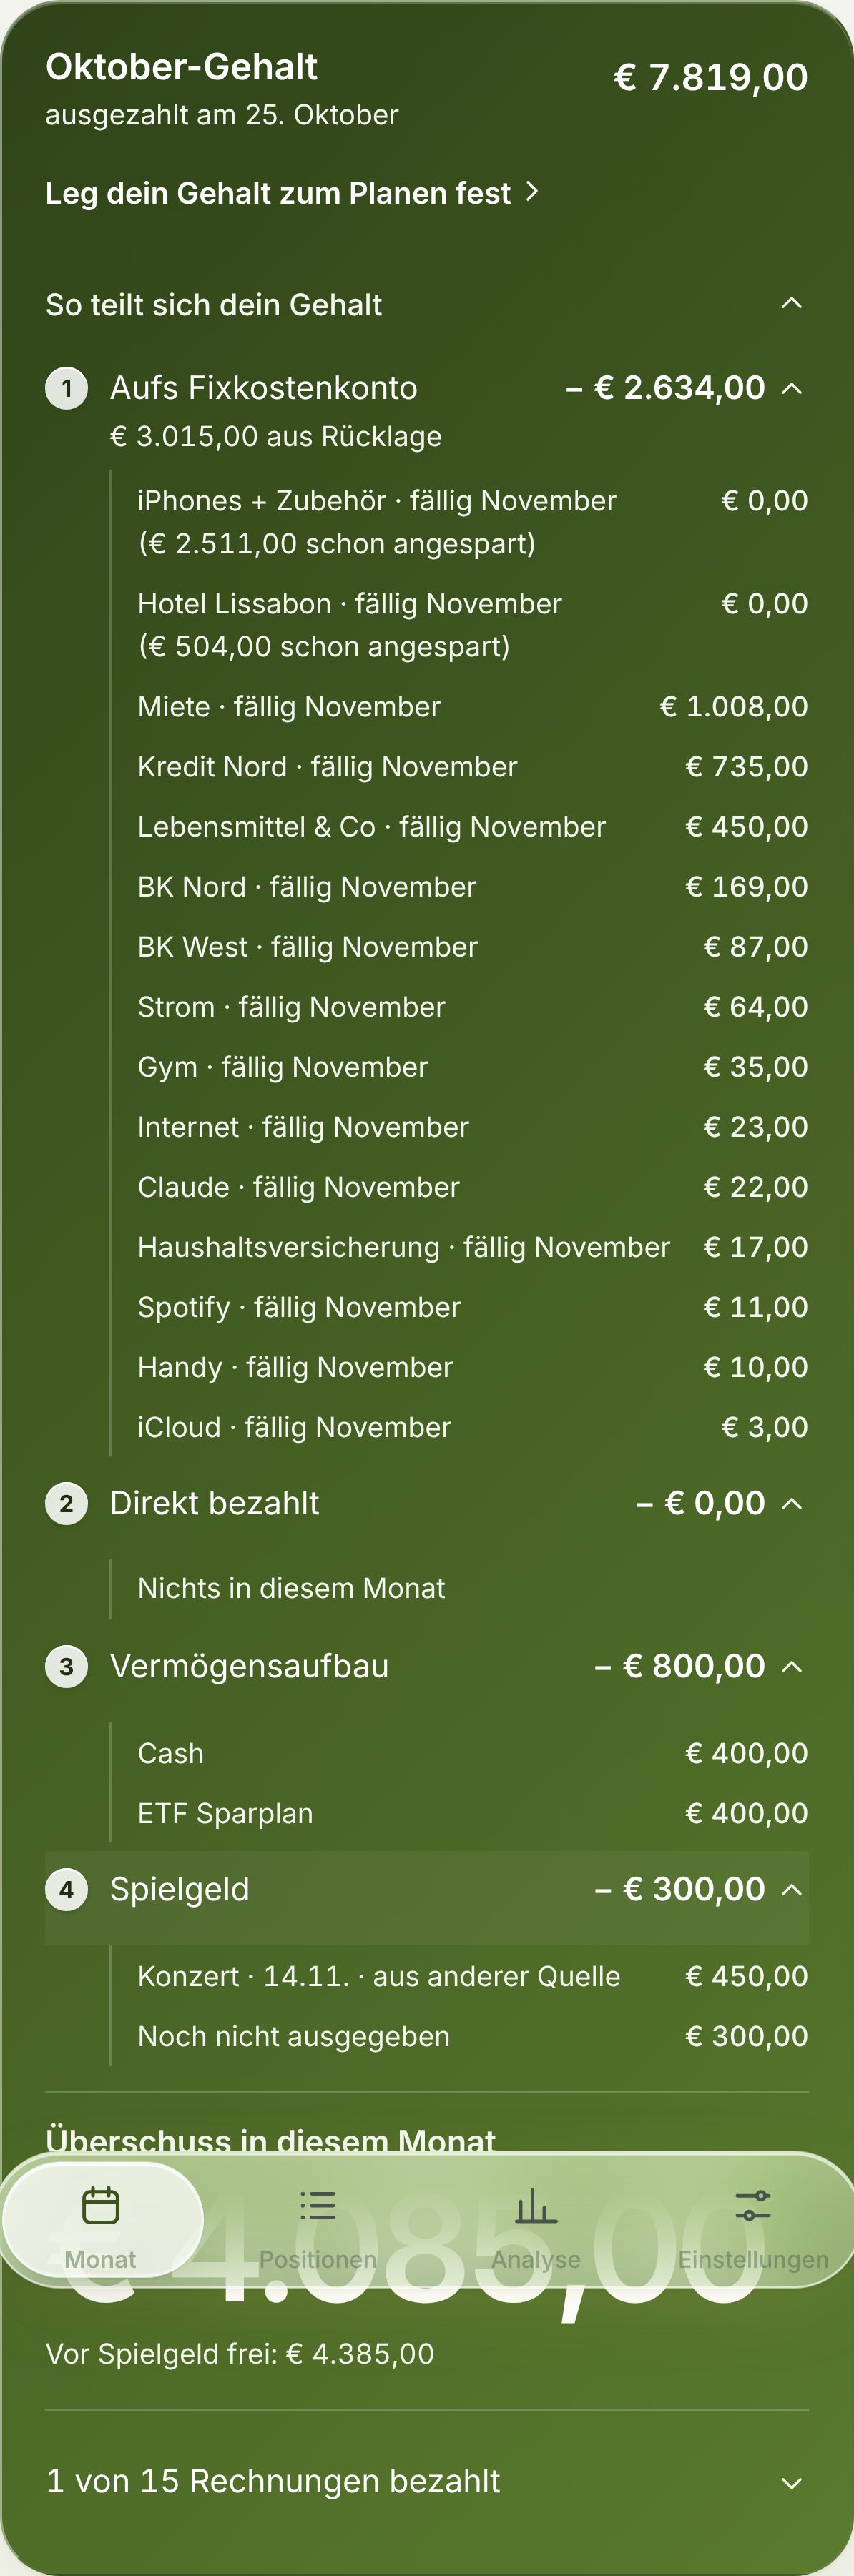 Oktober-Gehalt
€ 7.819,00
ausgezahlt am 25. Oktober
Leg dein Gehalt zum Planen fest
So teilt sich dein Gehalt
1 Aufs Fixkostenkonto – € 2.634,00
€ 3.015,00 aus Rücklage
iPhones + Zubehör · fällig November € 0,00
(€ 2.511,00 schon angespart)
Hotel Lissabon · fällig November € 0,00
(€ 504,00 schon angespart)
Miete · fällig November € 1.008,00
Kredit Nord · fällig November € 735,00
Lebensmittel & Co · fällig November € 450,00
BK Nord · fällig November € 169,00
BK West · fällig November € 87,00
Strom · fällig November € 64,00
Gym · fällig November € 35,00
Internet · fällig November € 23,00
Claude · fällig November € 22,00
Haushaltsversicherung · fällig November € 17,00
Spotify · fällig November € 11,00
Handy · fällig November € 10,00
iCloud · fällig November € 3,00
2 Direkt bezahlt – € 0,00
Nichts in diesem Monat
3 Vermögensaufbau – € 800,00
Cash € 400,00
ETF Sparplan € 400,00
4 Spielgeld – € 300,00
Konzert · 14.11. · aus anderer Quelle € 450,00
Noch nicht ausgegeben € 300,00
Überschuss in diesem Monat
€ 4.085,00
Monat Positionen Analyse Einstellungen
Vor Spielgeld frei: € 4.385,00
1 von 15 Rechnungen bezahlt